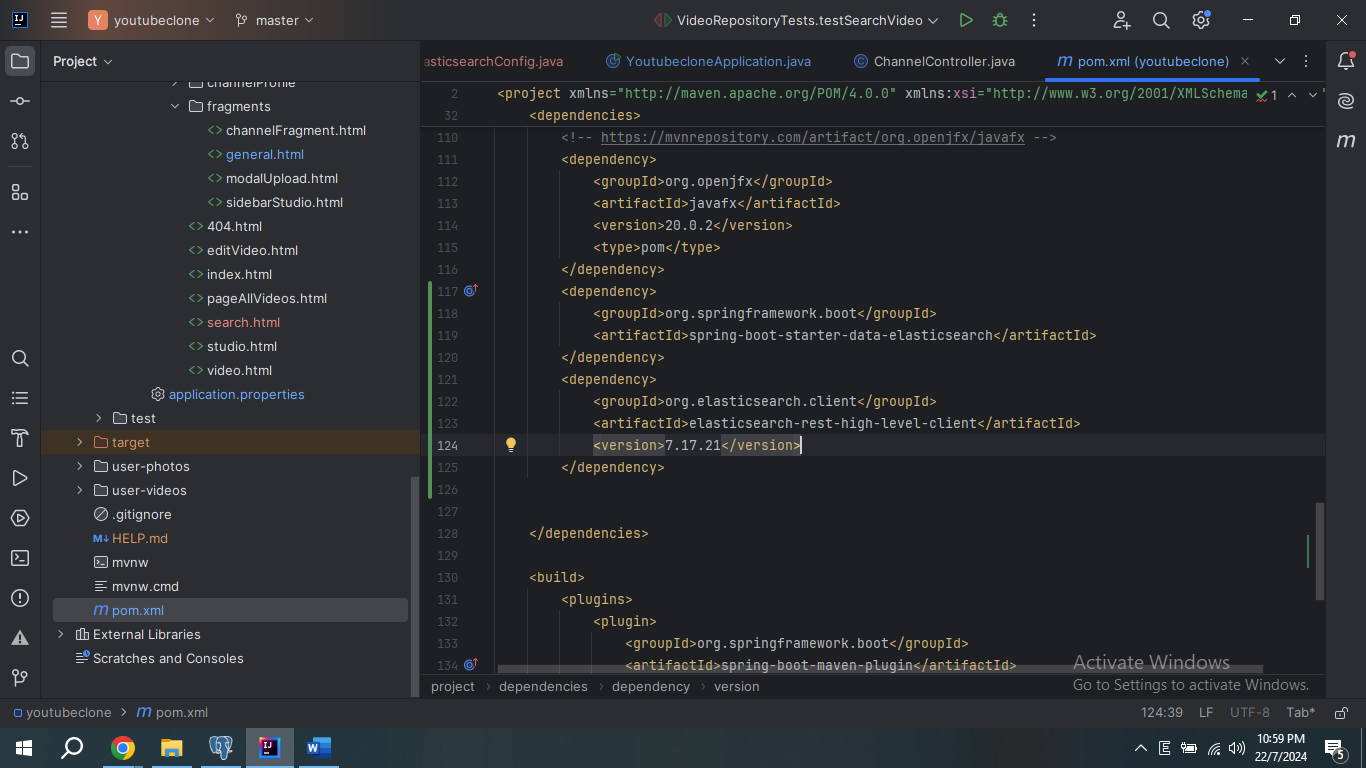 Y youtubeclone master VideoRepositoryTests.testSearchVideo
Project
asticsearchConfig.java YoutubecloneApplication.java ChannelController.java pom.xml (youtubeclone)
channelProfile
fragments
channelFragment.html
general.html
modalUpload.html
sidebarStudio.html
404.html
editVideo.html
index.html
pageAllVideos.html
search.html
studio.html
video.html
application.properties
test
target
user-photos
user-videos
.gitignore
HELP.md
mvnw
mvnw.cmd
pom.xml
External Libraries
Scratches and Consoles
2 <project xmlns="http://maven.apache.org/POM/4.0.0" xmlns:xsi="http://www.w3.org/2001/XMLSchema 1
32 <dependencies>
110 <!-- https://mvnrepository.com/artifact/org.openjfx/javafx -->
111 <dependency>
112 <groupId>org.openjfx</groupId>
113 <artifactId>javafx</artifactId>
114 <version>20.0.2</version>
115 <type>pom</type>
116 </dependency>
117 <dependency>
118 <groupId>org.springframework.boot</groupId>
119 <artifactId>spring-boot-starter-data-elasticsearch</artifactId>
120 </dependency>
121 <dependency>
122 <groupId>org.elasticsearch.client</groupId>
123 <artifactId>elasticsearch-rest-high-level-client</artifactId>
124 <version>7.17.21</version>
125 </dependency>
126
127
128 </dependencies>
129
130 <build>
131 <plugins>
132 <plugin>
133 <groupId>org.springframework.boot</groupId>
134 <artifactId>spring-boot-maven-plugin</artifactId>
Activate Windows
Go to Settings to activate Windows.
project dependencies dependency version
youtubeclone pom.xml 124:39 LF UTF-8 Tab*
10:59 PM
22/7/2024
5